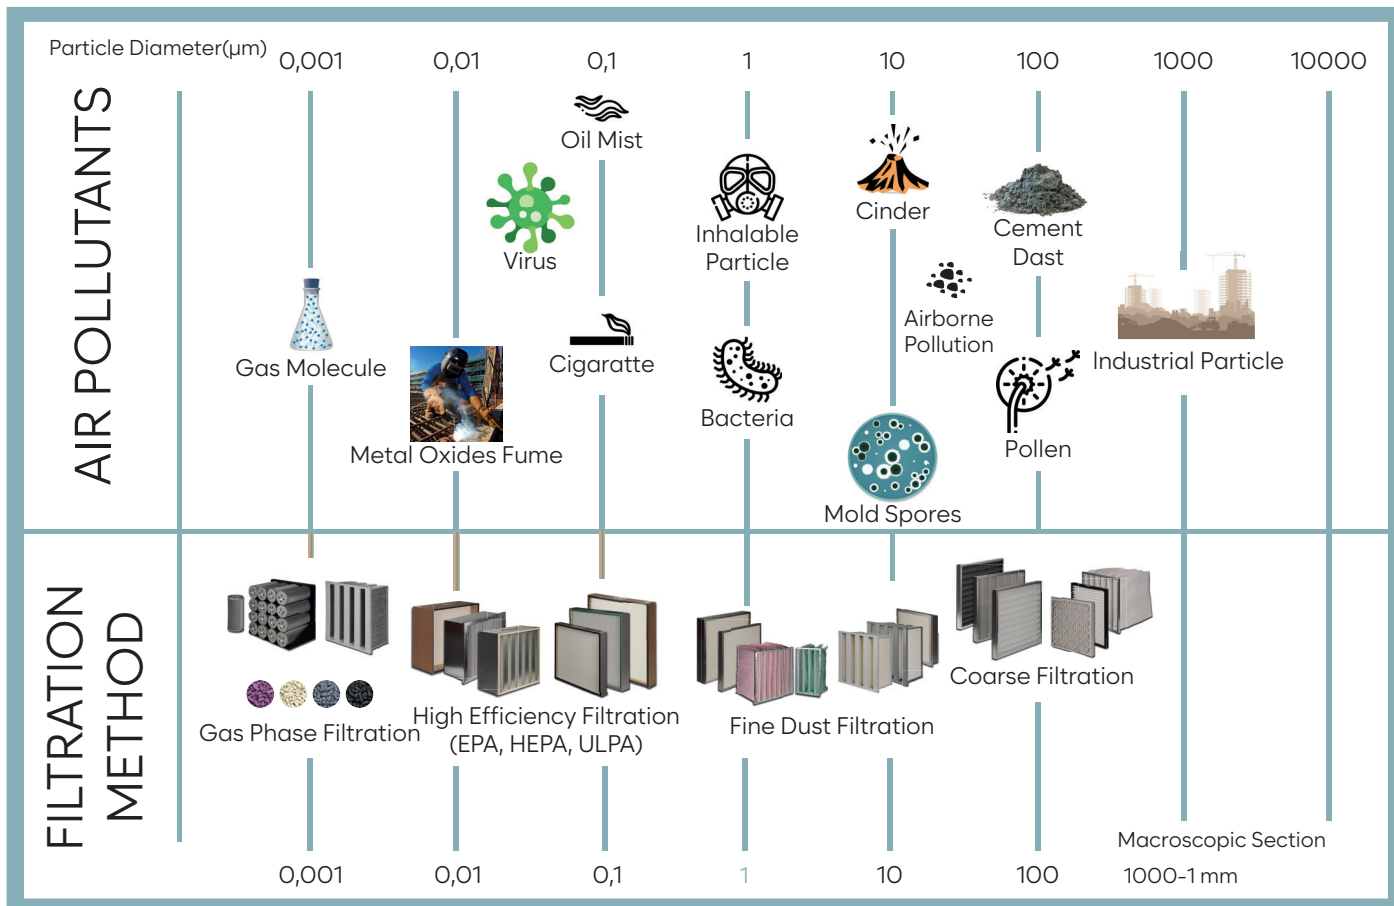 Particle Diameter(µm)
0,001
0,01
0,1
1
10
100
1000
10000
AIR POLLUTANTS
Oil Mist
Virus
Inhalable
Particle
Cinder
Cement
Dast
Gas Molecule
Metal Oxides Fume
Cigaratte
Bacteria
Airborne
Pollution
Mold Spores
Pollen
Industrial Particle
FILTRATION
METHOD
Gas Phase Filtration
High Efficiency Filtration
(EPA, HEPA, ULPA)
Fine Dust Filtration
Coarse Filtration
Macroscopic Section
0,001
0,01
0,1
1
10
100
1000-1 mm